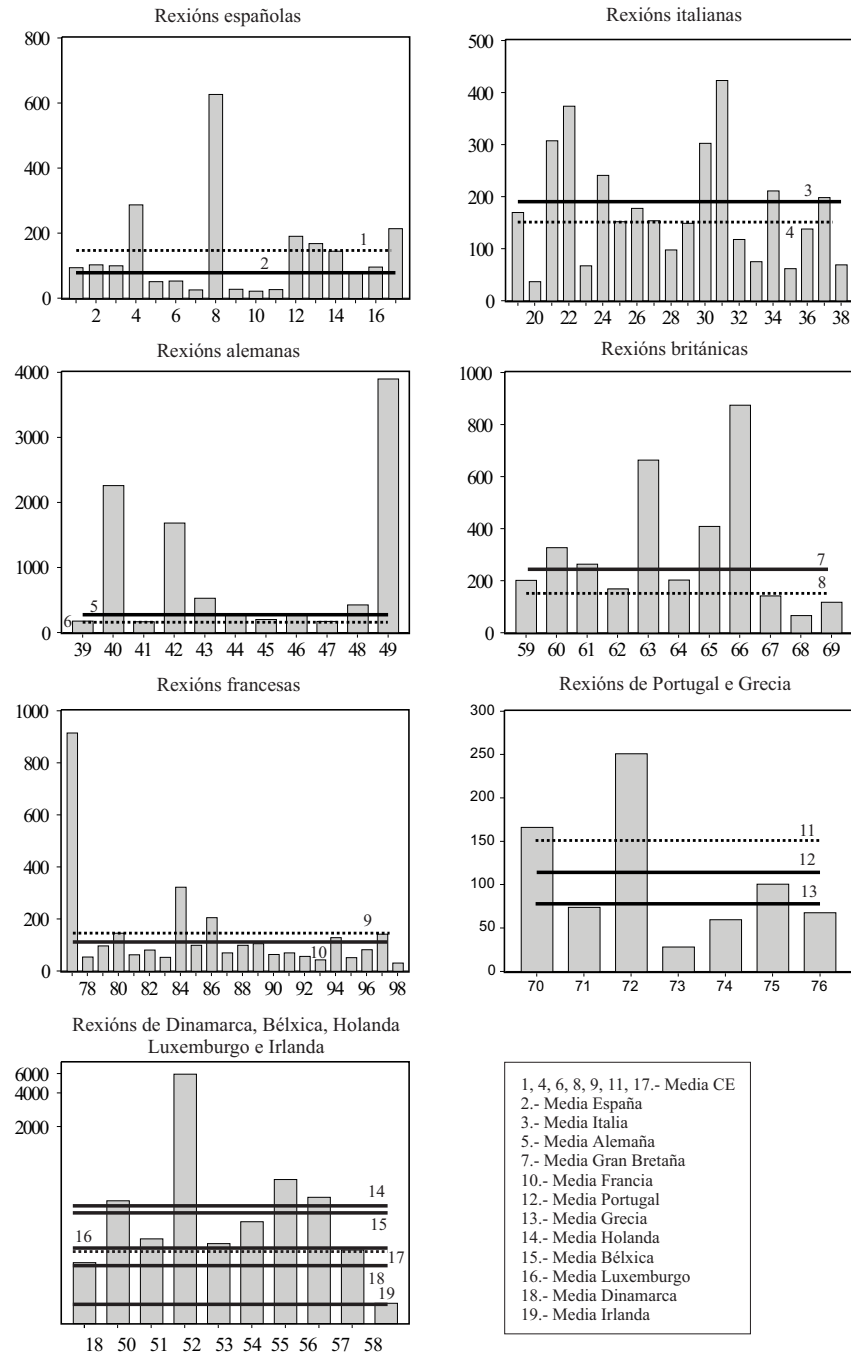 Rexións españolas
800
600
400
200
0
1
2
2 4 6 8 10 12 14 16
Rexións italianas
500
400
300
200
100
0
3
4
20 22 24 26 28 30 32 34 36 38
Rexións alemanas
4000
3000
2000
1000
0
5
6
39 40 41 42 43 44 45 46 47 48 49
Rexións británicas
1000
800
600
400
200
0
7
8
59 60 61 62 63 64 65 66 67 68 69
Rexións francesas
1000
800
600
400
200
0
9
10
78 80 82 84 86 88 90 92 94 96 98
Rexións de Portugal e Grecia
300
250
200
150
100
50
0
11
12
13
70 71 72 73 74 75 76
Rexións de Dinamarca, Bélxica, Holanda
Luxemburgo e Irlanda
6000
4000
2000
14
15
16
17
18
19
18 50 51 52 53 54 55 56 57 58
1, 4, 6, 8, 9, 11, 17.- Media CE
2.- Media España
3.- Media Italia
5.- Media Alemaña
7.- Media Gran Bretaña
10.- Media Francia
12.- Media Portugal
13.- Media Grecia
14.- Media Holanda
15.- Media Bélxica
16.- Media Luxemburgo
18.- Media Dinamarca
19.- Media Irlanda